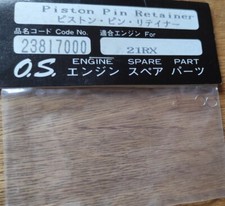 Piston Pin Retainer
ピストン・ピン・リテイナー
品名コード Code No. 適合エンジン For
23817000 21RX
O.S. ENGINE SPARE PART
エンジン スペア パーツ